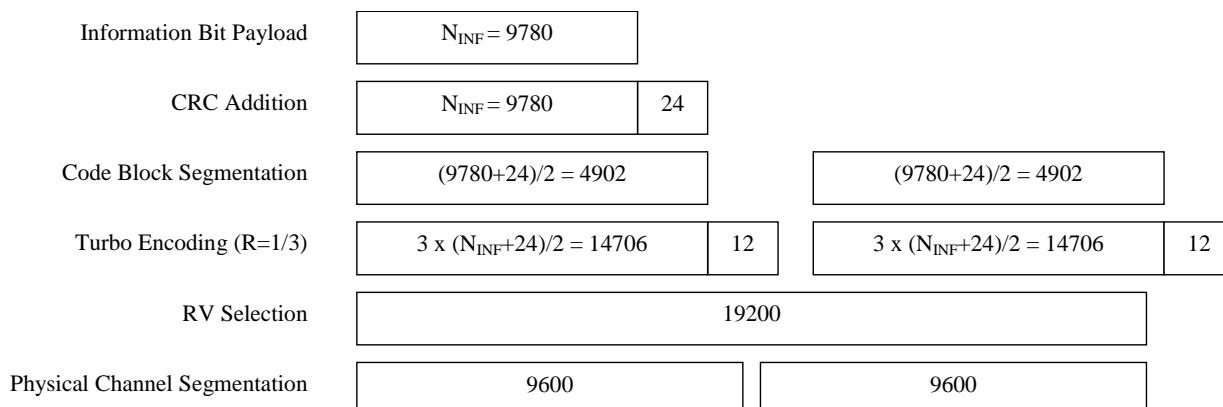 Information Bit Payload
N_INF = 9780
CRC Addition
N_INF = 9780
24
Code Block Segmentation
(9780+24)/2 = 4902
(9780+24)/2 = 4902
Turbo Encoding (R=1/3)
3 x (N_INF+24)/2 = 14706
12
3 x (N_INF+24)/2 = 14706
12
RV Selection
19200
Physical Channel Segmentation
9600
9600